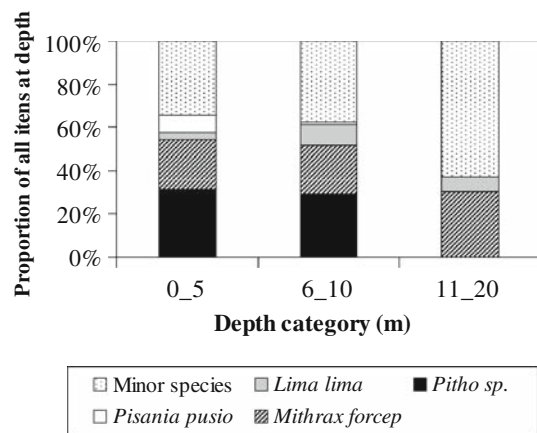 Proportion of all itens at depth
100%
80%
60%
40%
20%
0%
0_5 6_10 11_20
Depth category (m)
Minor species Lima lima Pitho sp.
Pisania pusio Mithrax forcep